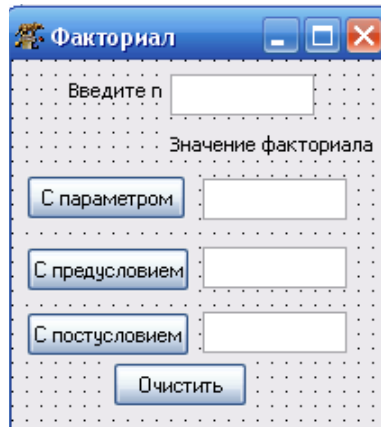 Факториал
Введите n
Значение факториала
С параметром
С предусловием
С постусловием
Очистить